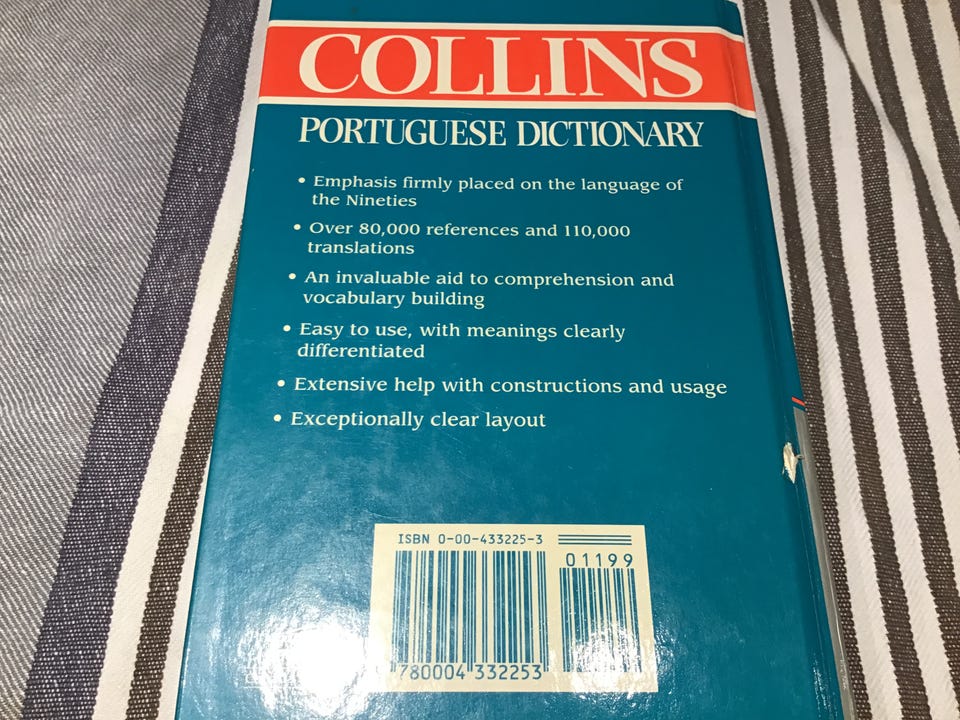 COLLINS
PORTUGUESE DICTIONARY
• Emphasis firmly placed on the language of
the Nineties
• Over 80,000 references and 110,000
translations
• An invaluable aid to comprehension and
vocabulary building
• Easy to use, with meanings clearly
differentiated
• Extensive help with constructions and usage
• Exceptionally clear layout
ISBN 0-00-433225-3
01199
780004 332253